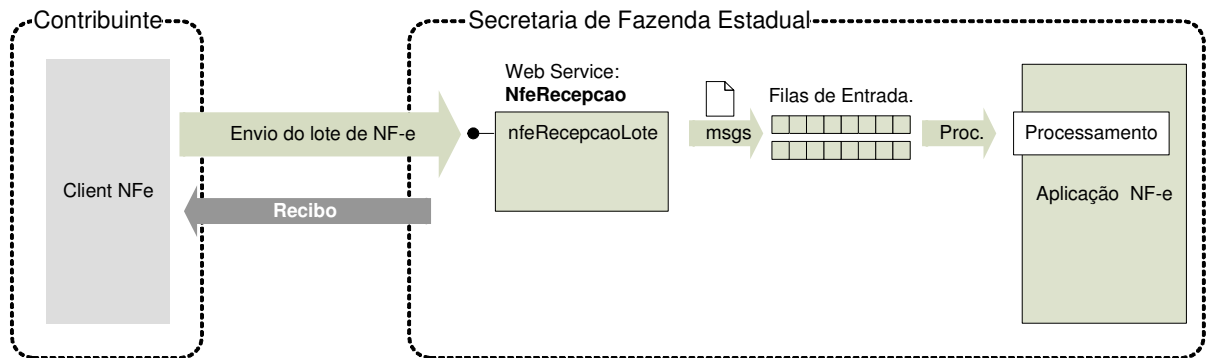 Contribuinte
Secretaria de Fazenda Estadual
Client NFe
Envio do lote de NF-e
Recibo
Web Service:
NfeRecepcao
nfeRecepcaoLote
msgs
Filas de Entrada.
Proc.
Processamento
Aplicação NF-e